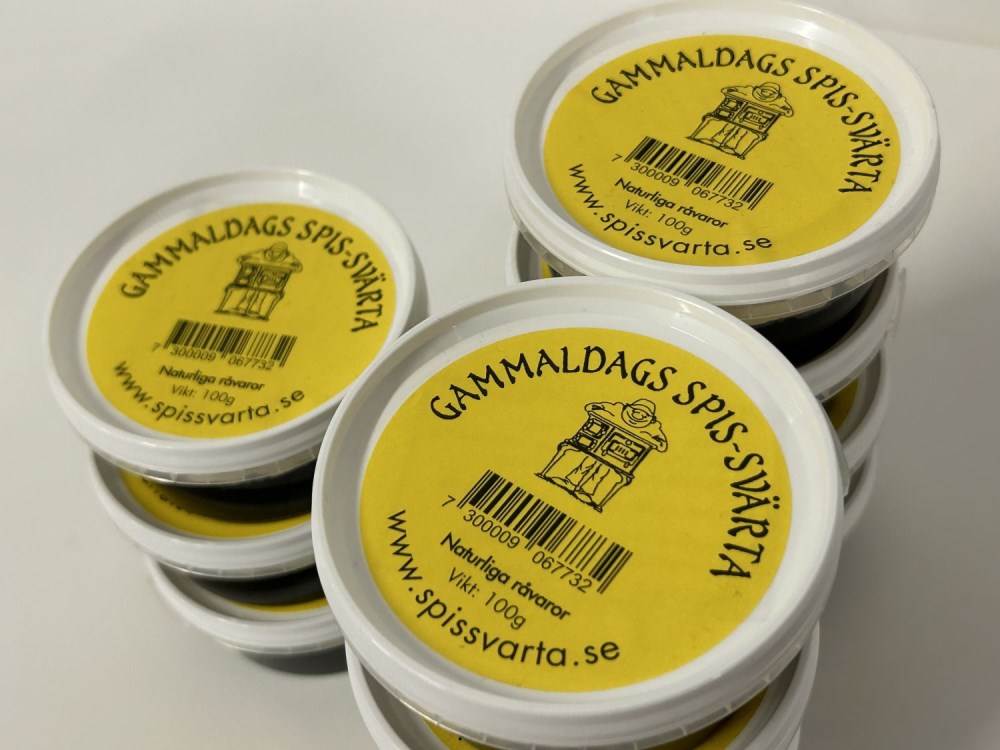 GAMMALDAGS SPIS-SVÄRTA
7 300009 067732
Naturliga råvaror
Vikt: 100g
www.spissvarta.se
GAMMALDAGS SPIS-SVÄRTA
7 300009 067732
Naturliga råvaror
Vikt: 100g
www.spissvarta.se
GAMMALDAGS SPIS-SVÄRTA
7 300009 067732
Naturliga råvaror
Vikt: 100g
www.spissvarta.se